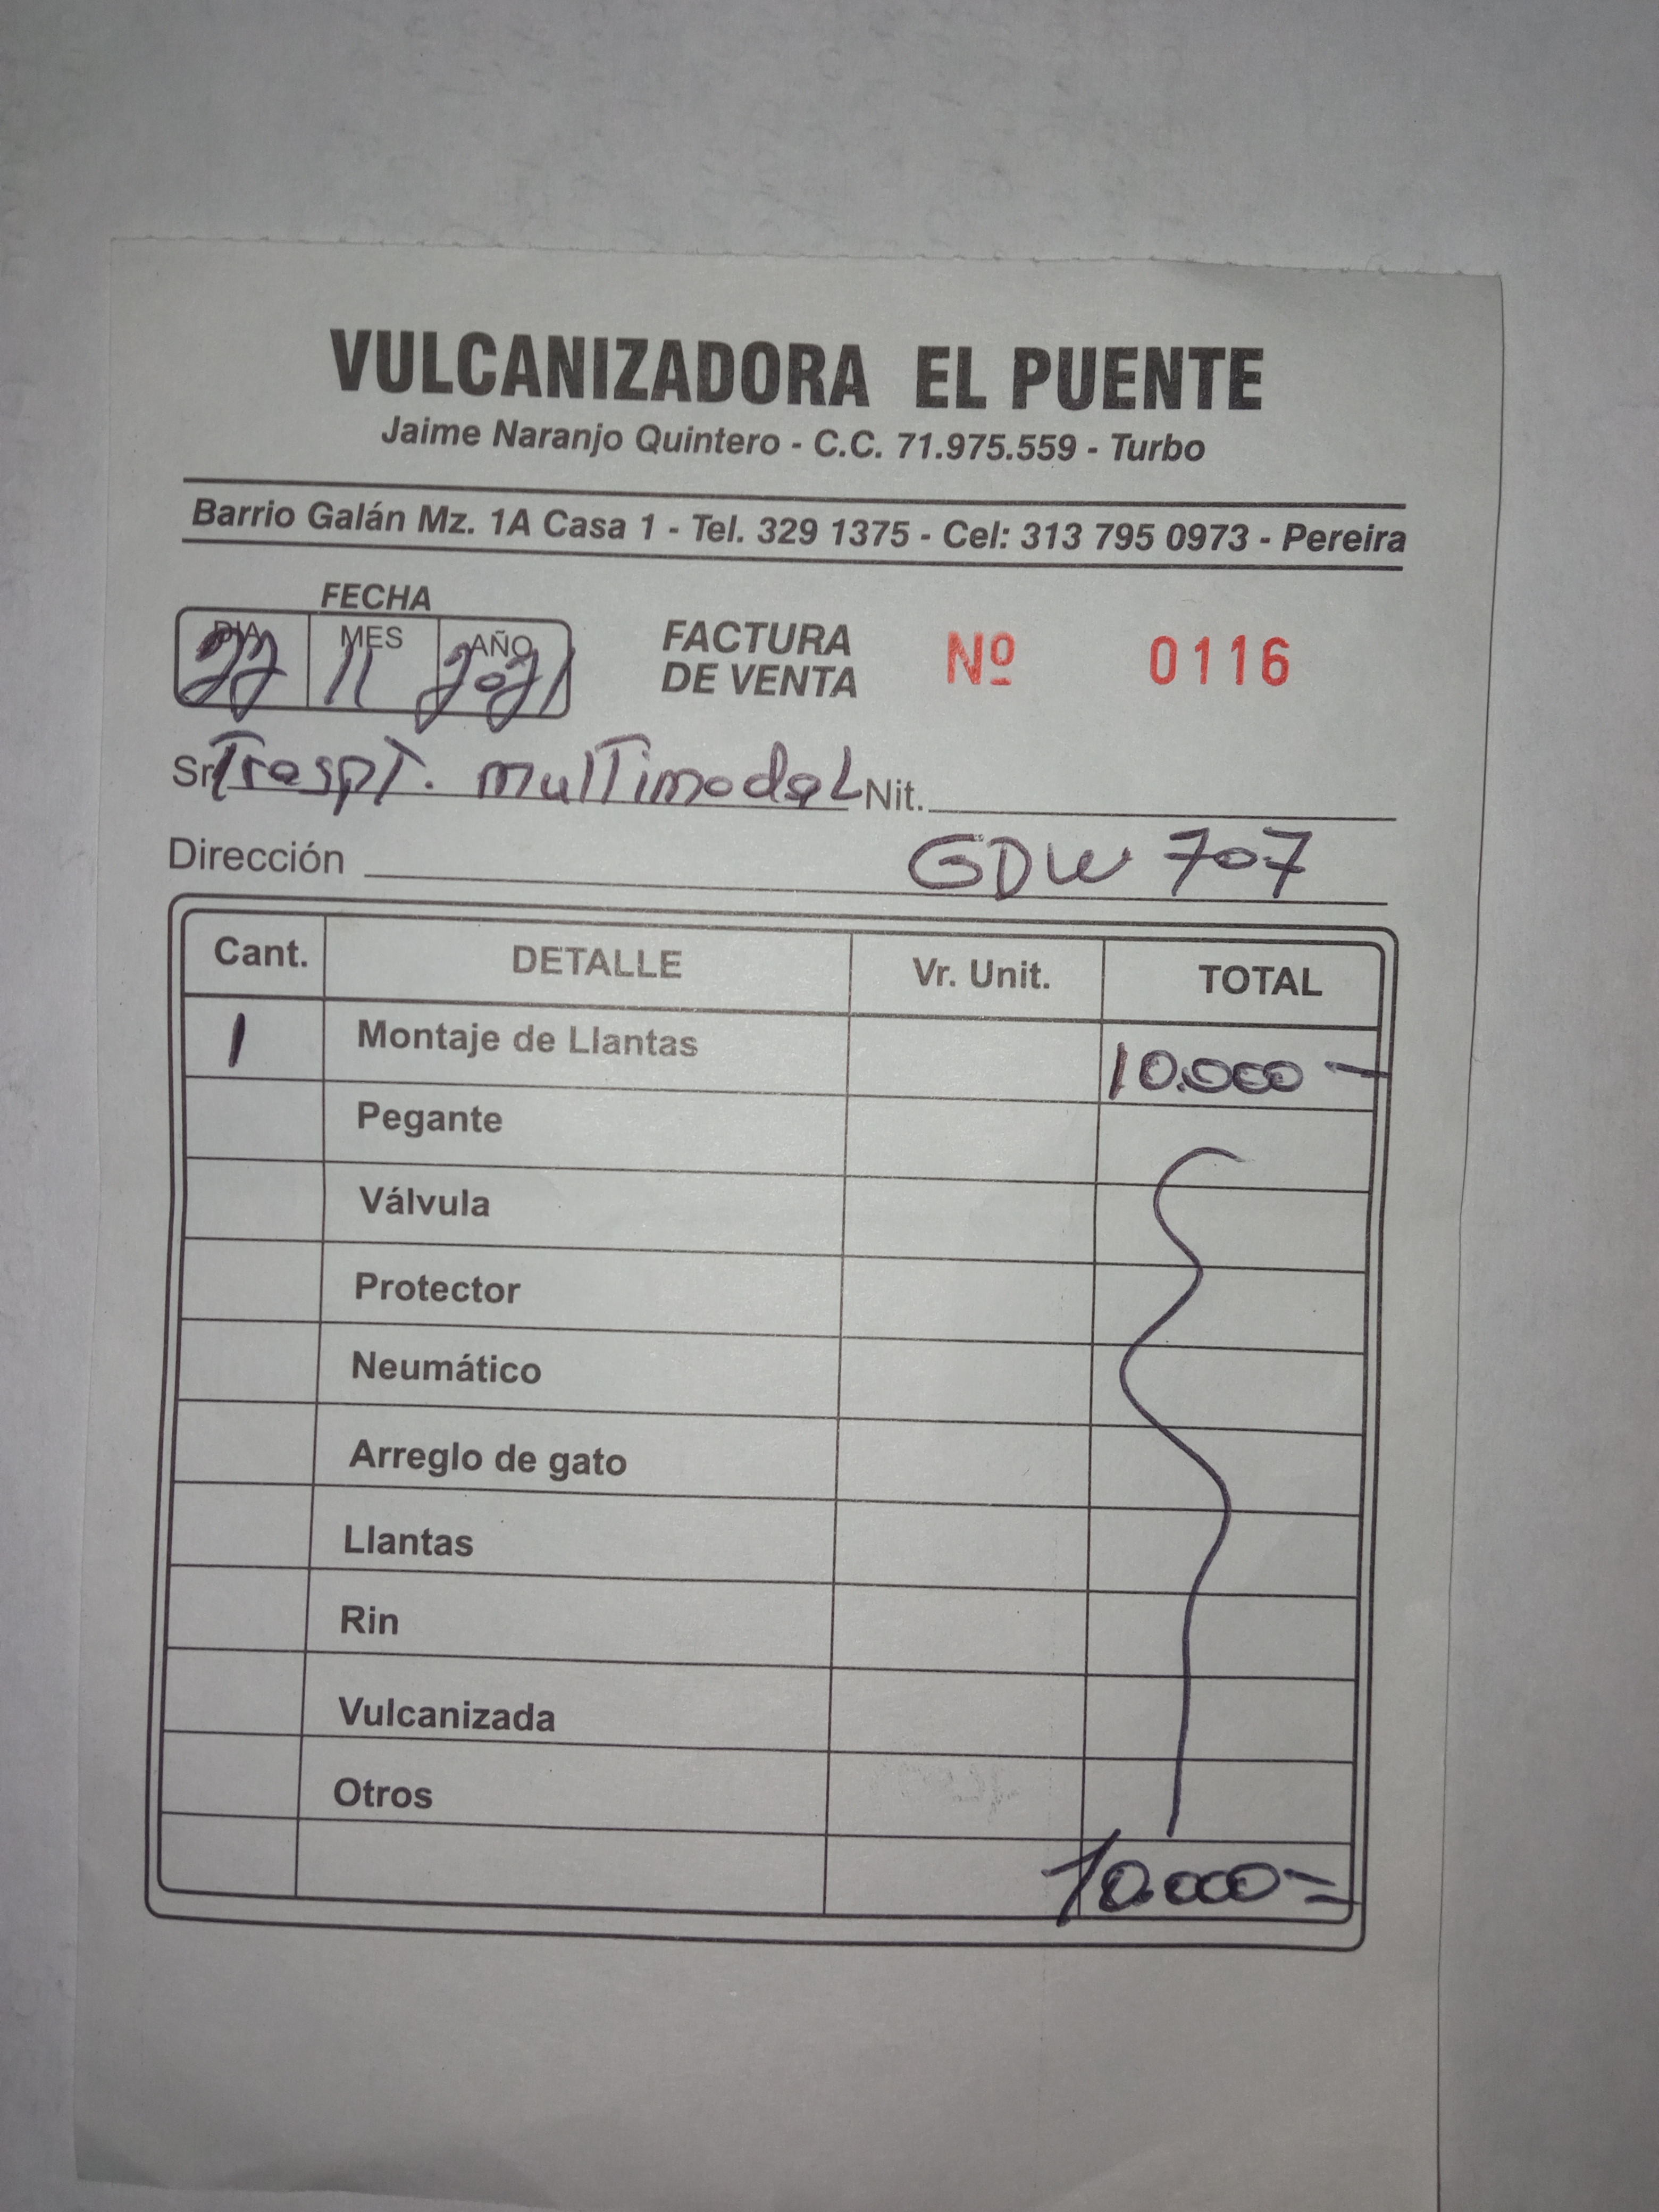 VULCANIZADORA EL PUENTE
Jaime Naranjo Quintero - C.C. 71.975.559 - Turbo
Barrio Galán Mz. 1A Casa 1 - Tel. 329 1375 - Cel: 313 795 0973 - Pereira
FECHA
DIA MES AÑO
22 11 2021
FACTURA
DE VENTA
Nº 0116
Sr Traspt. multimodal Nit.
Dirección GDW 707
Cant. DETALLE Vr. Unit. TOTAL
1 Montaje de Llantas 10.000
Pegante
Válvula
Protector
Neumático
Arreglo de gato
Llantas
Rin
Vulcanizada
Otros
10.000=